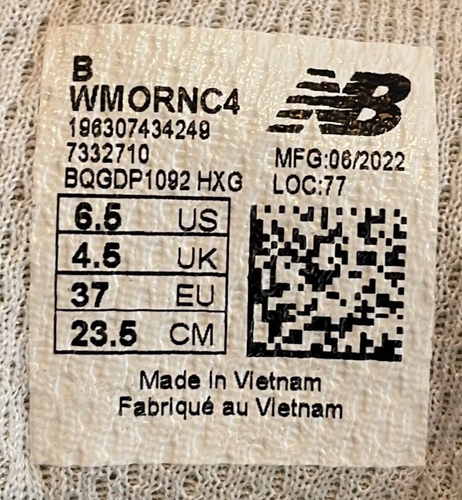 B
WMORNC4
196307434249
7332710
BQGDP1092 HXG
NB
MFG:06/2022
LOC:77
6.5 US
4.5 UK
37 EU
23.5 CM
Made in Vietnam
Fabriqué au Vietnam